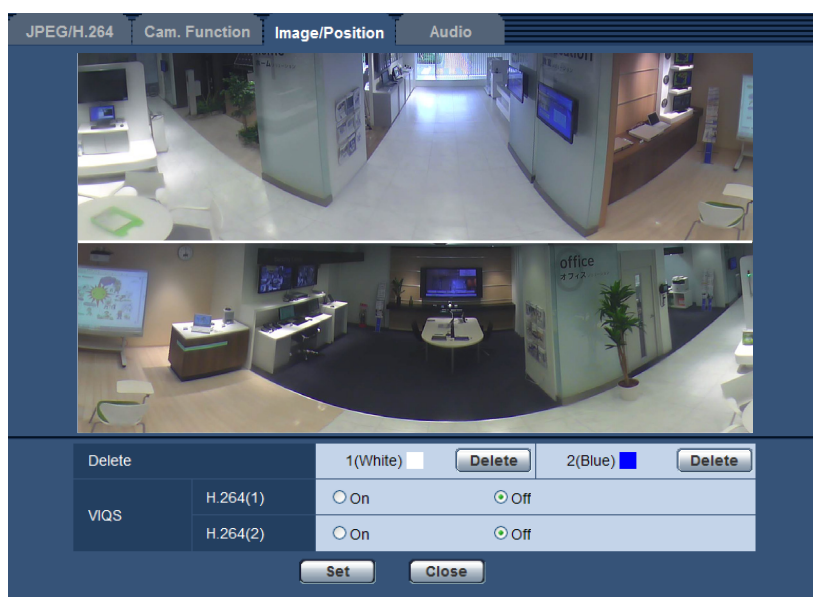 JPEG/H.264 Cam. Function Image/Position Audio
office
オフィス
Delete 1(White) Delete 2(Blue) Delete
VIQS H.264(1) On Off
H.264(2) On Off
Set Close